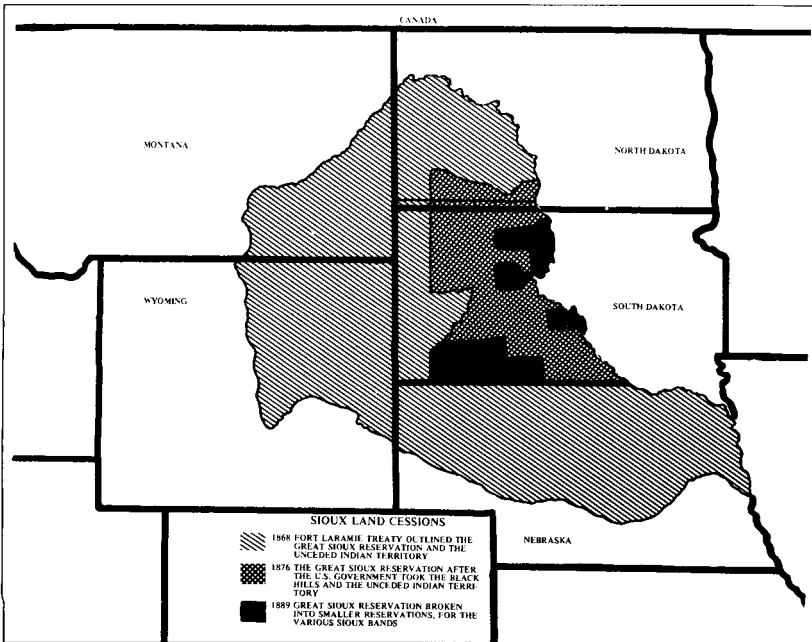 CANADA
MONTANA
NORTH DAKOTA
WYOMING
SOUTH DAKOTA
SIOUX LAND CESSIONS
1868 FORT LARAMIE TREATY OUTLINED THE
GREAT SIOUX RESERVATION AND THE
UNCEDED INDIAN TERRITORY
NEBRASKA
1876 THE GREAT SIOUX RESERVATION AFTER
THE U.S. GOVERNMENT TOOK THE BLACK
HILLS AND THE UNCEDED INDIAN TERRI-
TORY
1889 GREAT SIOUX RESERVATION BROKEN
INTO SMALLER RESERVATIONS, FOR THE
VARIOUS SIOUX BANDS